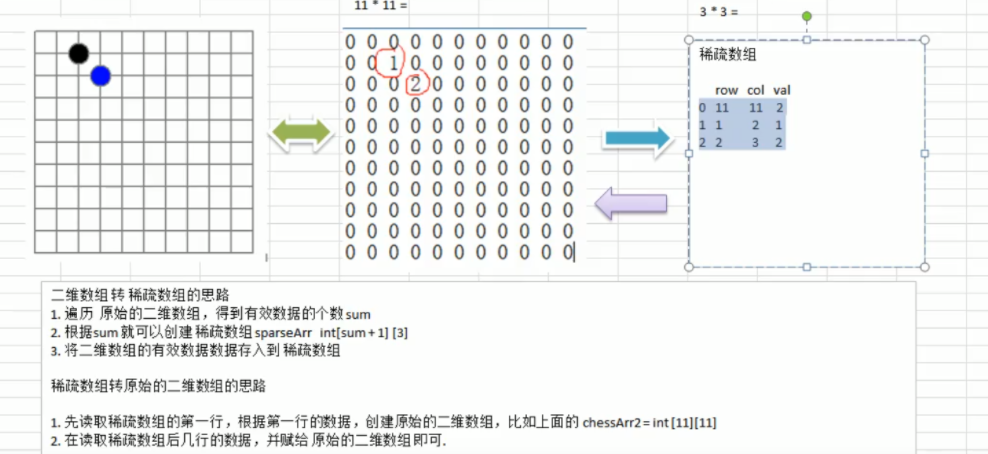 11 * 11 =
3 * 3 =
0 0 0 0 0 0 0 0 0 0 0
0 0 1 0 0 0 0 0 0 0 0
0 0 0 2 0 0 0 0 0 0 0
0 0 0 0 0 0 0 0 0 0 0
0 0 0 0 0 0 0 0 0 0 0
0 0 0 0 0 0 0 0 0 0 0
0 0 0 0 0 0 0 0 0 0 0
0 0 0 0 0 0 0 0 0 0 0
0 0 0 0 0 0 0 0 0 0 0
0 0 0 0 0 0 0 0 0 0 0
0 0 0 0 0 0 0 0 0 0 0
稀疏数组
row col val
0 11 11 2
1 1 2 1
2 2 3 2
二维数组 转 稀疏数组的思路
1. 遍历 原始的二维数组，得到有效数据的个数 sum
2. 根据sum 就可以创建 稀疏数组 sparseArr int[sum + 1] [3]
3. 将二维数组的有效数据数据存入到 稀疏数组
稀疏数组转原始的二维数组的思路
1. 先读取稀疏数组的第一行，根据第一行的数据，创建原始的二维数组，比如上面的 chessArr2 = int [11][11]
2. 在读取稀疏数组后几行的数据，并赋给 原始的二维数组 即可.